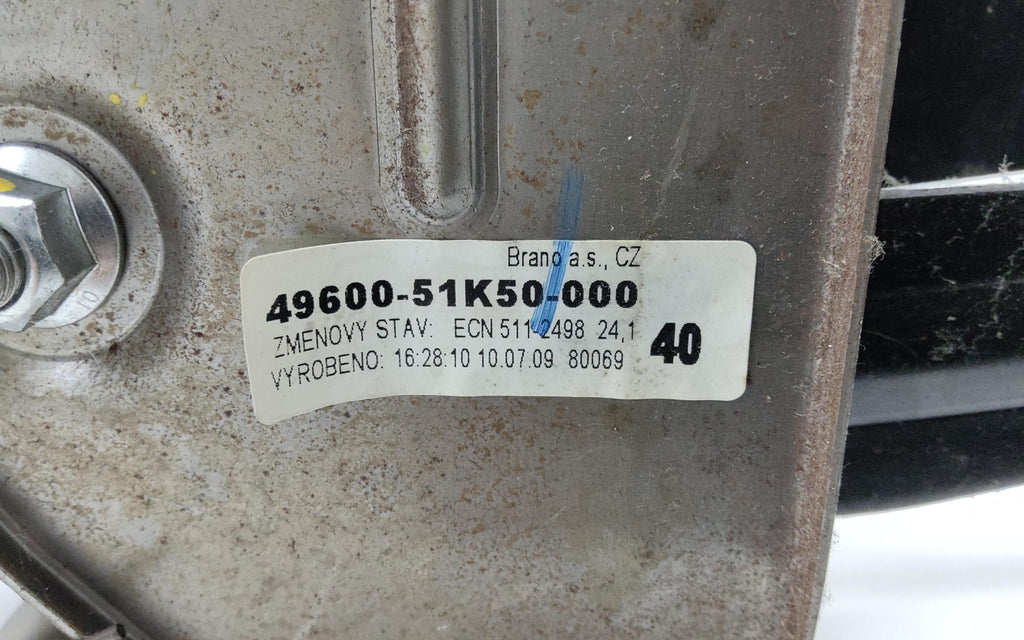 Brano a.s., CZ
49600-51K50-000
ZMENOVY STAV: ECN 511-2498 24,1
40
VYROBENO: 16:28:10 10.07.09 80069